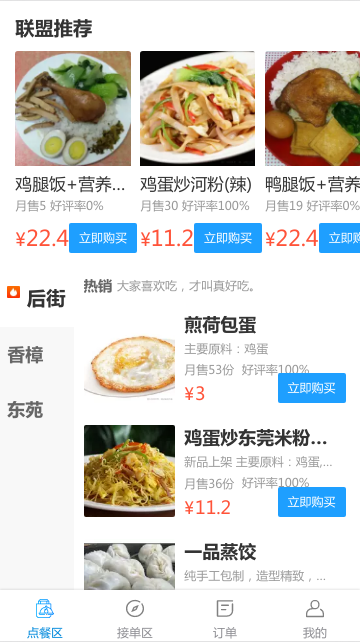 联盟推荐
鸡腿饭+营养...
鸡蛋炒河粉(辣)
鸭腿饭+营养
月售5 好评率0%
月售30 好评率100%
月售19 好评率0%
¥22.4 立即购买
¥11.2 立即购买
¥22.4 立即购买
后街
香樟
东苑
热销 大家喜欢吃，才叫真好吃。
煎荷包蛋
主要原料：鸡蛋
月售53份 好评率100%
¥3
立即购买
鸡蛋炒东莞米粉...
新品上架 主要原料：鸡蛋,...
月售36份 好评率100%
¥11.2
立即购买
一品蒸饺
纯手工包制，造型精致，...
点餐区
接单区
订单
我的